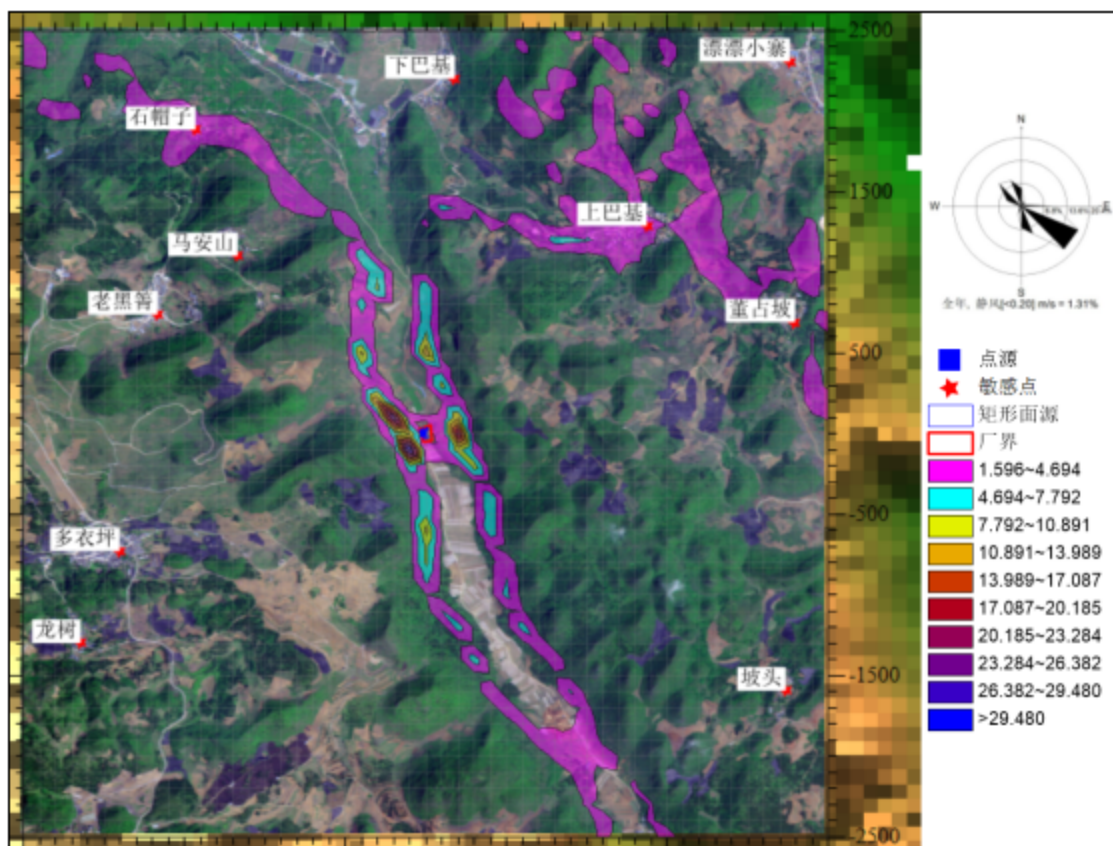 下巴基
漂漂小寨
石帽子
上巴基
马安山
老黑箐
董占坡
多衣坪
龙树
坡头
2500
1500
500
-500
-1500
-2500
N
W
E
S
全年, 静风[<0.20] m/s = 1.31%
点源
敏感点
矩形面源
厂界
1.596~4.694
4.694~7.792
7.792~10.891
10.891~13.989
13.989~17.087
17.087~20.185
20.185~23.284
23.284~26.382
26.382~29.480
>29.480